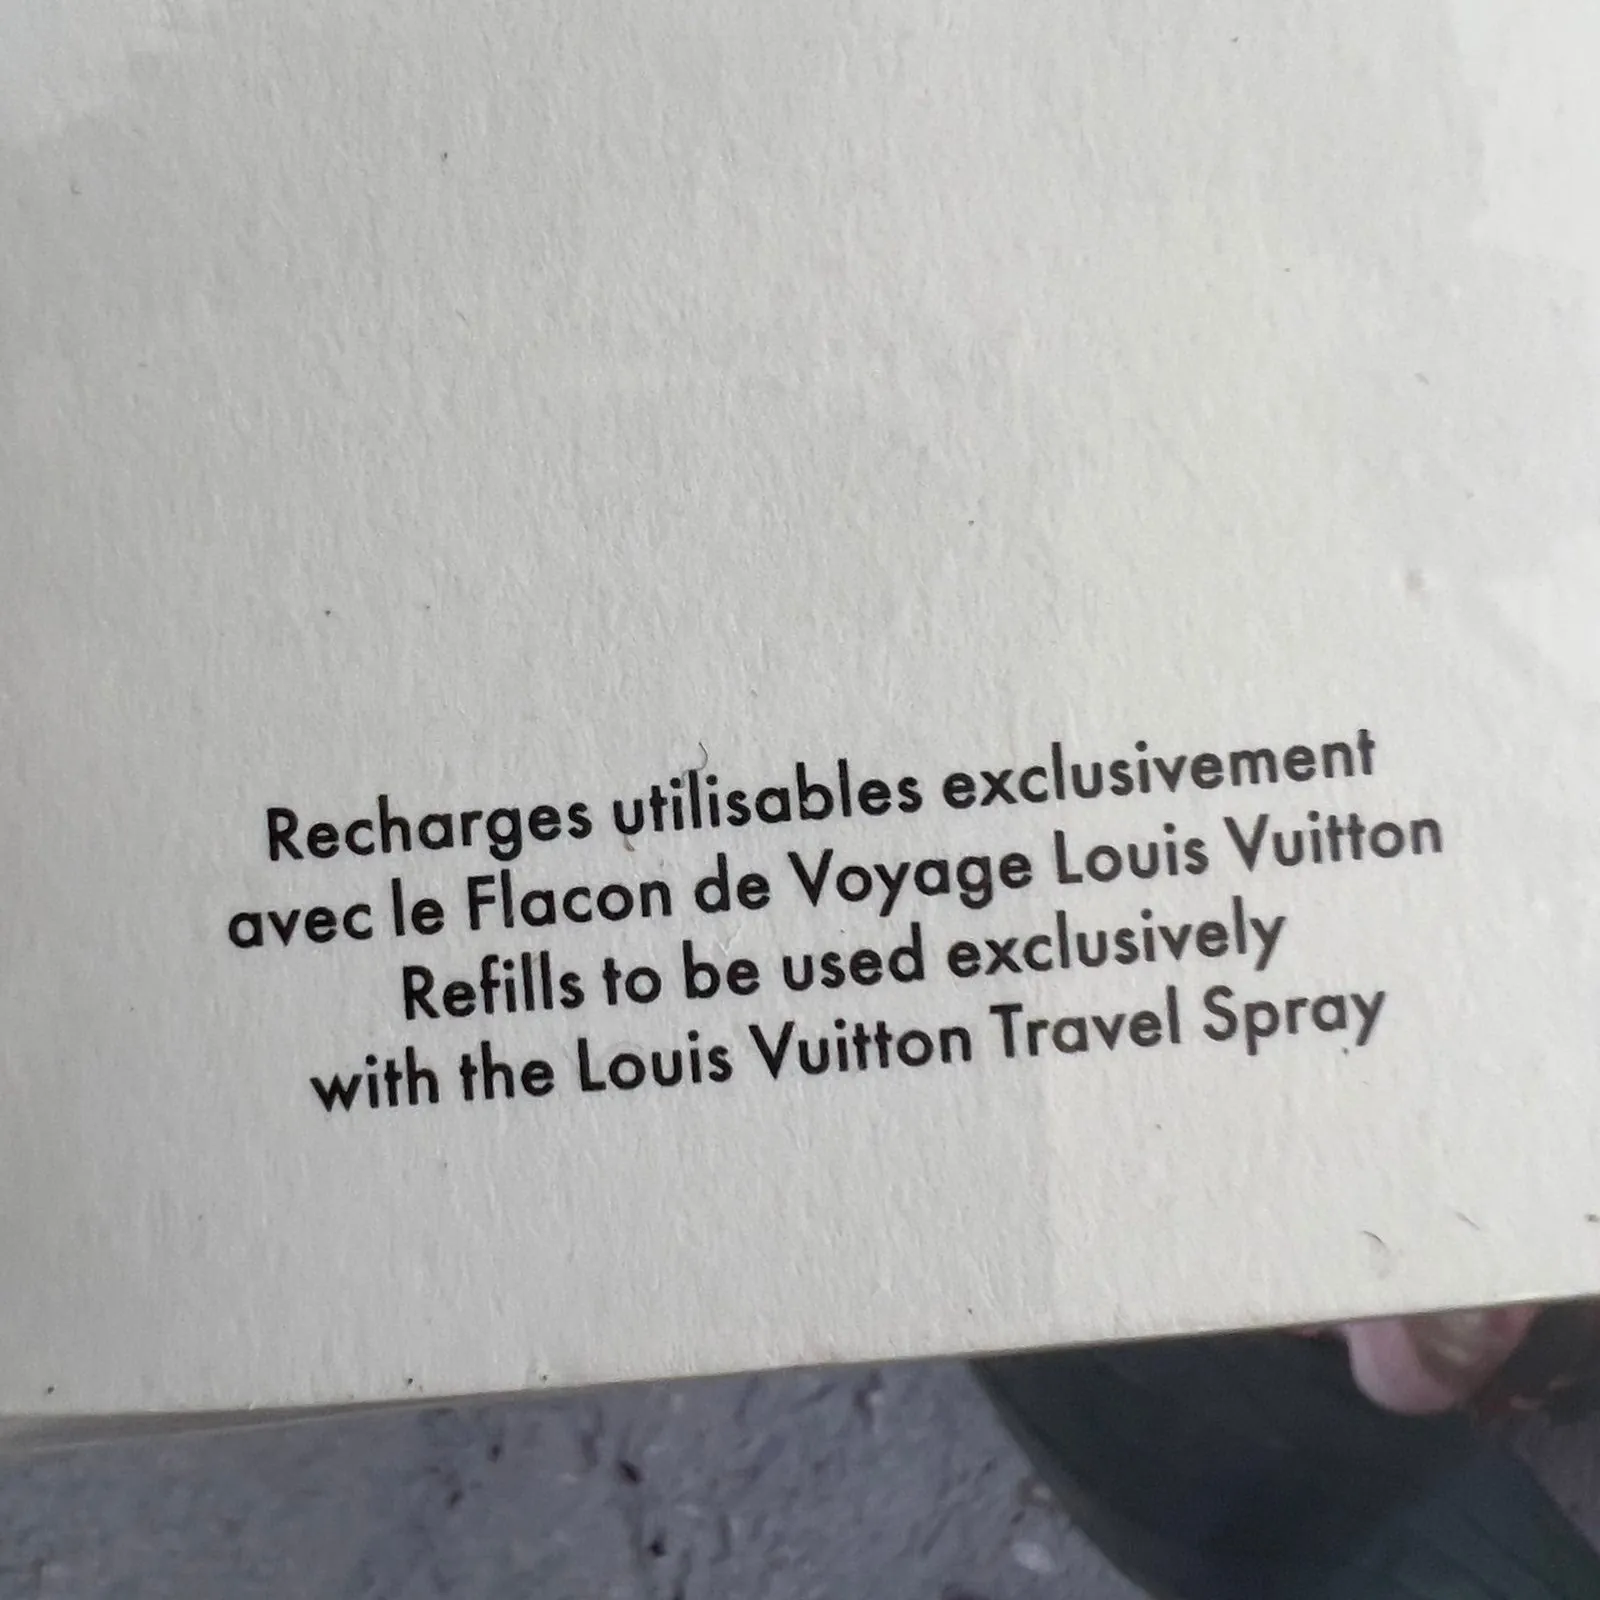 Recharges utilisables exclusivement
avec le Flacon de Voyage Louis Vuitton
Refills to be used exclusively
with the Louis Vuitton Travel Spray